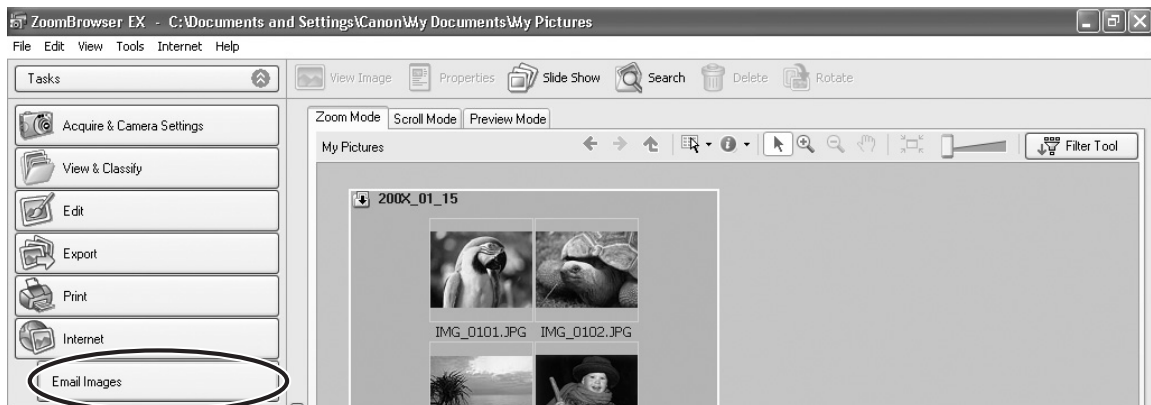 ZoomBrowser EX - C:\Documents and Settings\Canon\My Documents\My Pictures
File Edit View Tools Internet Help
Tasks
View Image Properties Slide Show Search Delete Rotate
Acquire & Camera Settings
View & Classify
Edit
Export
Print
Internet
Email Images
Zoom Mode Scroll Mode Preview Mode
My Pictures
Filter Tool
200X_01_15
IMG_0101.JPG IMG_0102.JPG